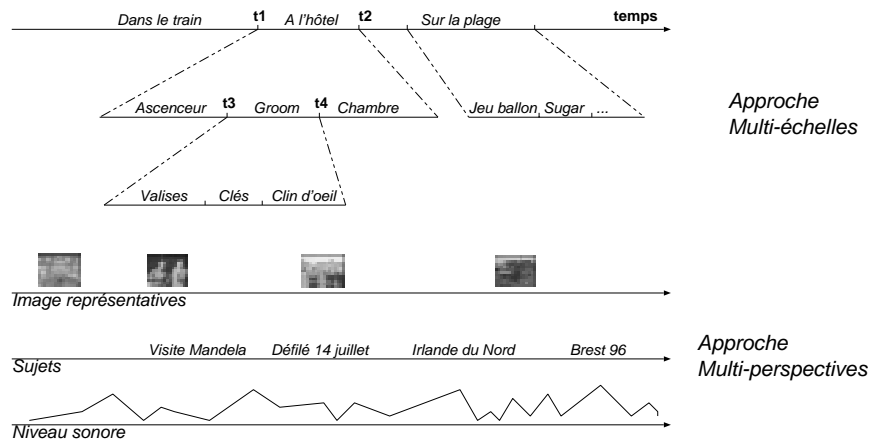 Dans le train t1 A l'hôtel t2 Sur la plage temps
Ascenceur t3 Groom t4 Chambre Jeu ballon Sugar ...
Approche
Multi-échelles
Valises Clés Clin d'oeil
Image représentatives
Visite Mandela Défilé 14 juillet Irlande du Nord Brest 96
Sujets
Approche
Multi-perspectives
Niveau sonore